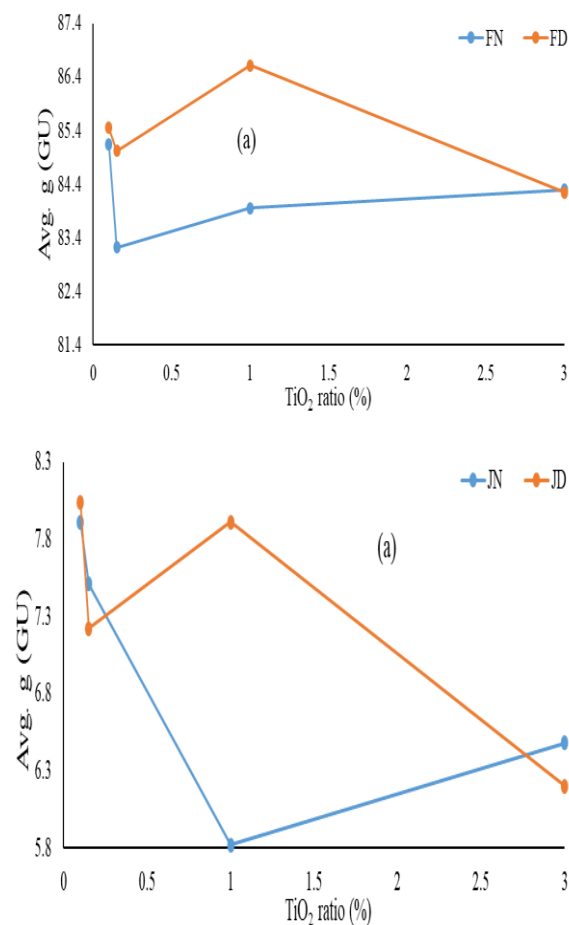 87.4
86.4
85.4
84.4
83.4
82.4
81.4
Avg. g (GU)
FN FD
(a)
0 0.5 1 1.5 2 2.5 3
TiO₂ ratio (%)
8.3
7.8
7.3
6.8
6.3
5.8
Avg. g (GU)
JN JD
(a)
0 0.5 1 1.5 2 2.5 3
TiO₂ ratio (%)